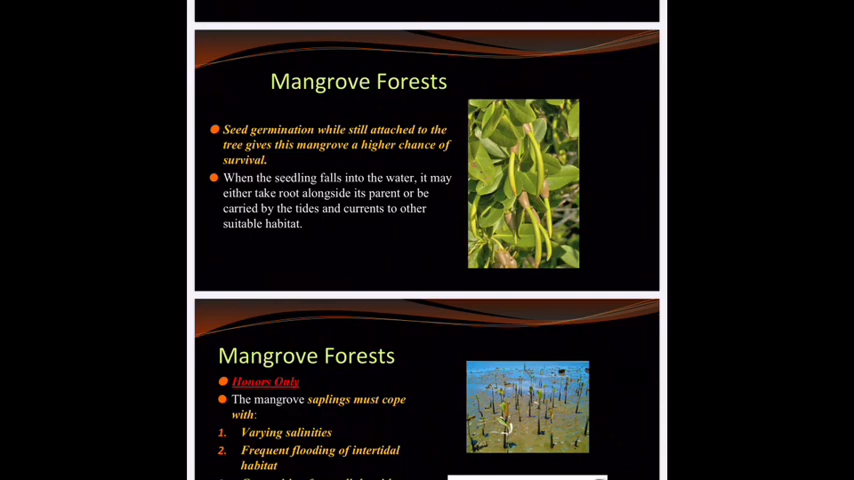 Mangrove Forests
Seed germination while still attached to the
tree gives this mangrove a higher chance of
survival.
When the seedling falls into the water, it may
either take root alongside its parent or be
carried by the tides and currents to other
suitable habitat.
Mangrove Forests
Honors Only
The mangrove saplings must cope
with:
1. Varying salinities
2. Frequent flooding of intertidal
habitat